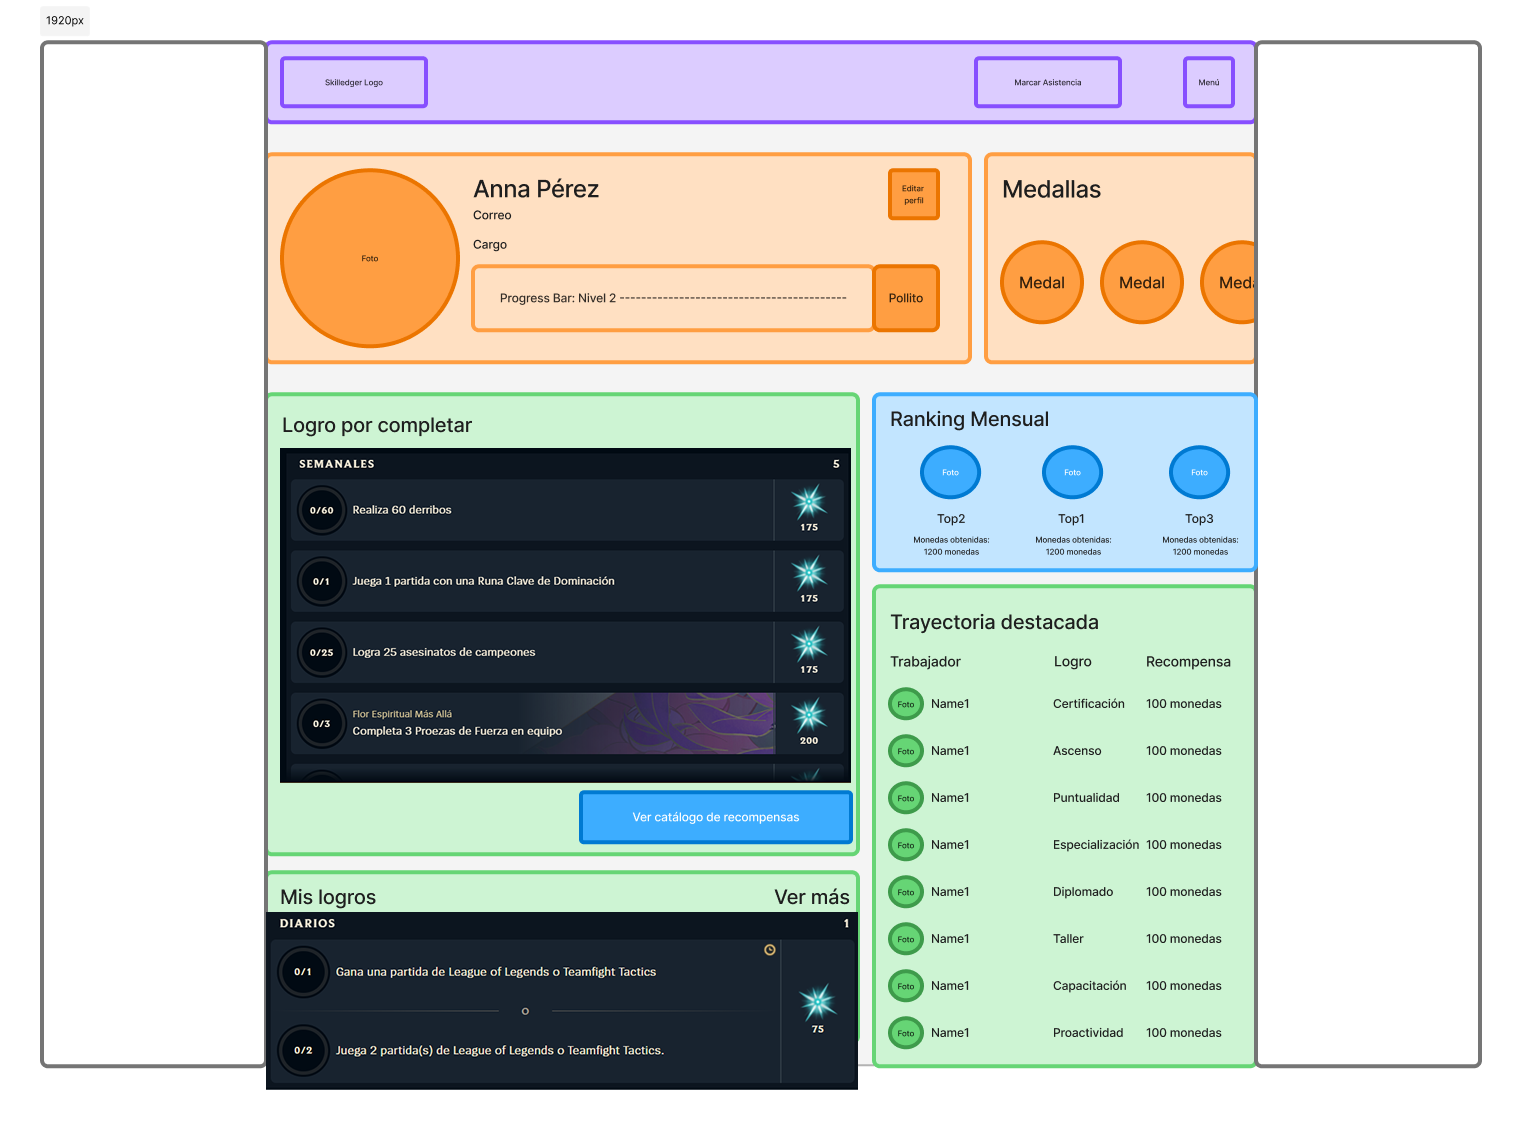 1920px
Skilledger Logo
Marcar Asistencia
Menú
Foto
Anna Pérez
Correo
Cargo
Editar
perfil
Progress Bar: Nivel 2 ------------------------------------------
Pollito
Medallas
Medal
Medal
Meda
Logro por completar
SEMANALES 5
0/60 Realiza 60 derribos 175
0/1 Juega 1 partida con una Runa Clave de Dominación 175
0/25 Logra 25 asesinatos de campeones 175
Flor Espiritual Más Allá
0/3 Completa 3 Proezas de Fuerza en equipo 200
Ver catálogo de recompensas
Mis logros Ver más
DIARIOS 1
0/1 Gana una partida de League of Legends o Teamfight Tactics
O
75
0/2 Juega 2 partida(s) de League of Legends o Teamfight Tactics.
Ranking Mensual
Foto Foto Foto
Top2 Top1 Top3
Monedas obtenidas: Monedas obtenidas: Monedas obtenidas:
1200 monedas 1200 monedas 1200 monedas
Trayectoria destacada
Trabajador Logro Recompensa
Foto Name1 Certificación 100 monedas
Foto Name1 Ascenso 100 monedas
Foto Name1 Puntualidad 100 monedas
Foto Name1 Especialización 100 monedas
Foto Name1 Diplomado 100 monedas
Foto Name1 Taller 100 monedas
Foto Name1 Capacitación 100 monedas
Foto Name1 Proactividad 100 monedas